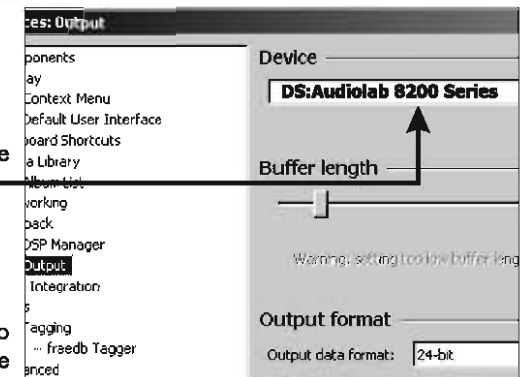 ces: Output
ponents
ay
Context Menu
Default User Interface
board Shortcuts
a Library
Album List
vorking
back
DSP Manager
Output
Integration
s
Tagging
freedb Tagger
anced
e
o
e
Device
DS:Audiolab 8200 Series
Buffer length
Warning: setting too low buffer leng
Output format
Output data format: 24-bit